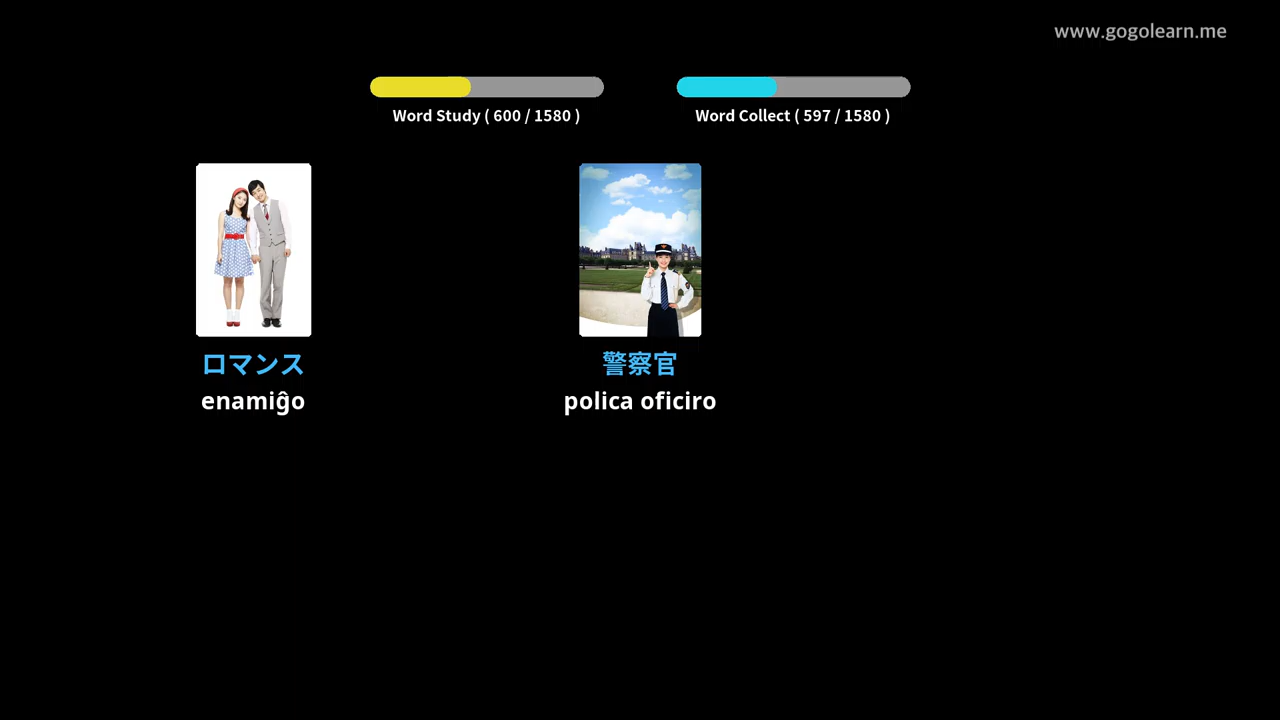 www.gogolearn.me
Word Study ( 600 / 1580 )
Word Collect ( 597 / 1580 )
ロマンス
enamiĝo
警察官
polica oficiro